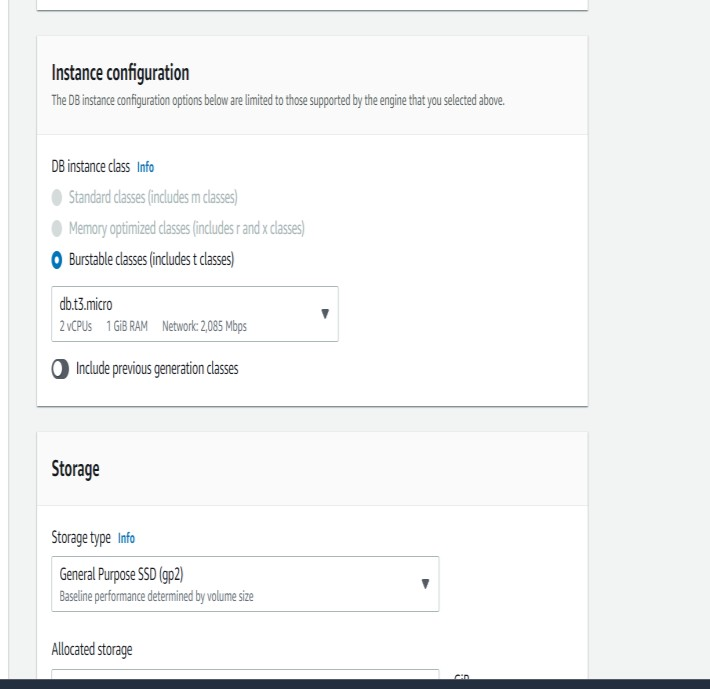 Instance configuration
The DB instance configuration options below are limited to those supported by the engine that you selected above.
DB instance class Info
Standard classes (includes m classes)
Memory optimized classes (includes r and x classes)
Burstable classes (includes t classes)
db.t3.micro
2 vCPUs 1 GiB RAM Network: 2,085 Mbps
Include previous generation classes
Storage
Storage type Info
General Purpose SSD (gp2)
Baseline performance determined by volume size
Allocated storage
GiB